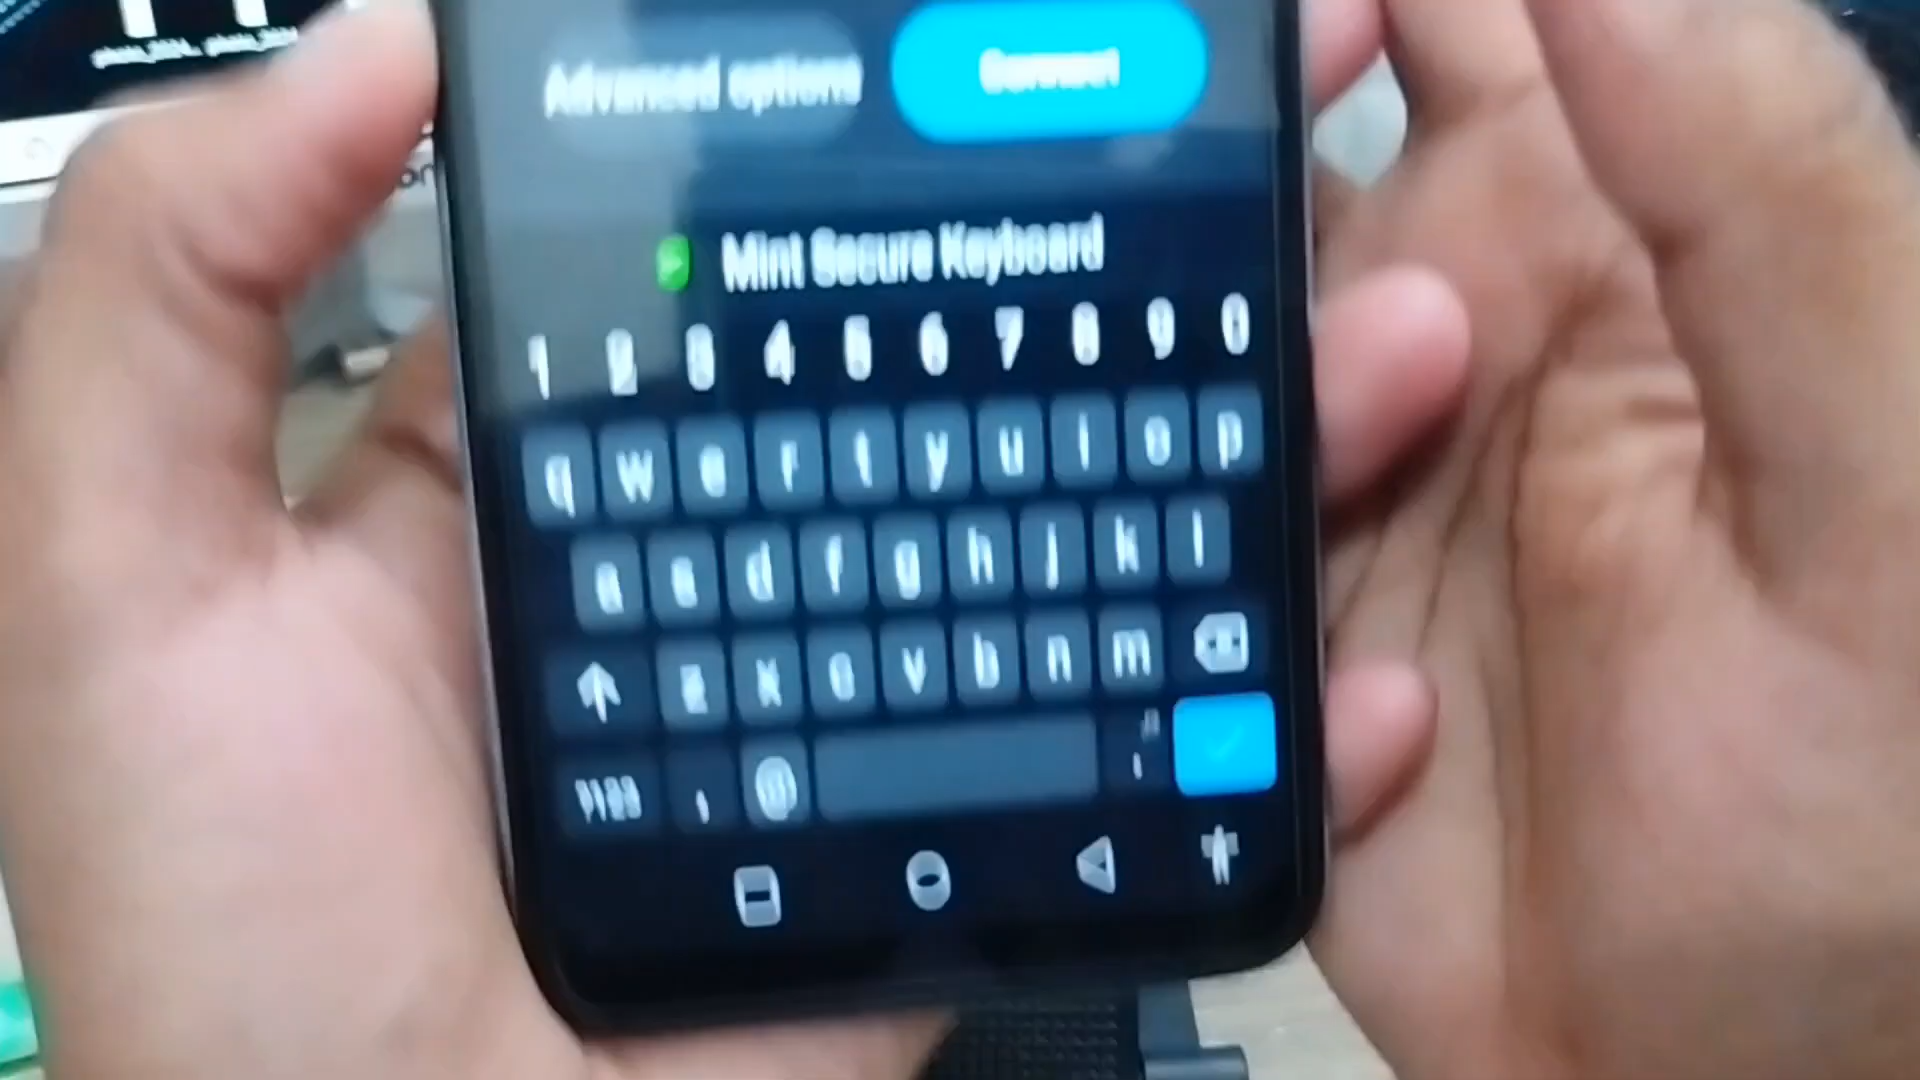 Advanced options Connect
Mint Secure Keyboard
1 2 3 4 5 6 7 8 9 0
q w e r t y u i o p
a s d f g h j k l
z x c v b n m
?123 , @